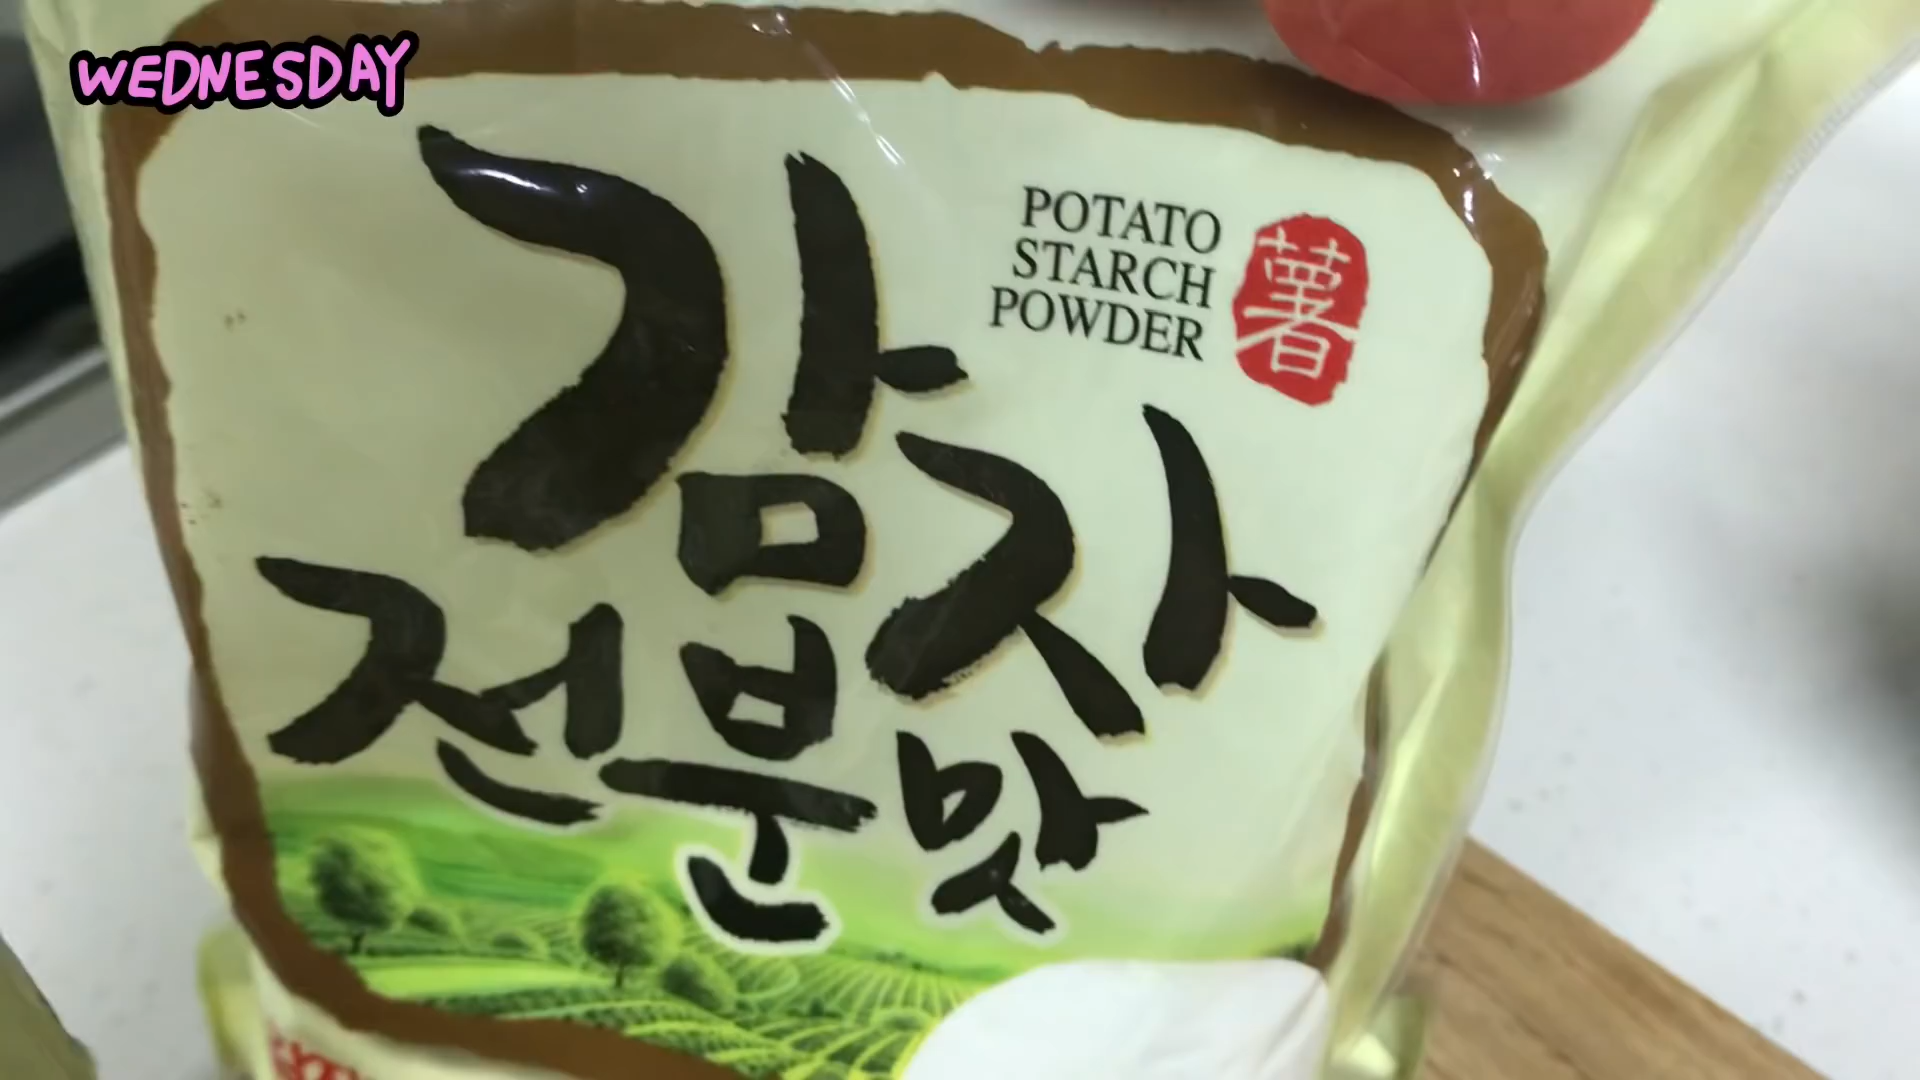 WEDNESDAY
POTATO
STARCH
POWDER
薯
감자
전분맛